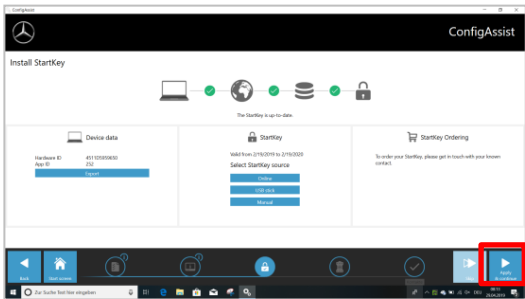 ConfigAssist
ConfigAssist
Install StartKey
The StartKey is up-to-date.
Device data
Hardware ID
App ID 252
Export
StartKey
Valid from 2/19/2019 to 2/19/2020
Select StartKey source
Online
USB stick
Manual
StartKey Ordering
To order your StartKey, please get in touch with your known
contact.
Back
Start screen
Apply
& continue
Zur Suche Text hier eingeben
DEU